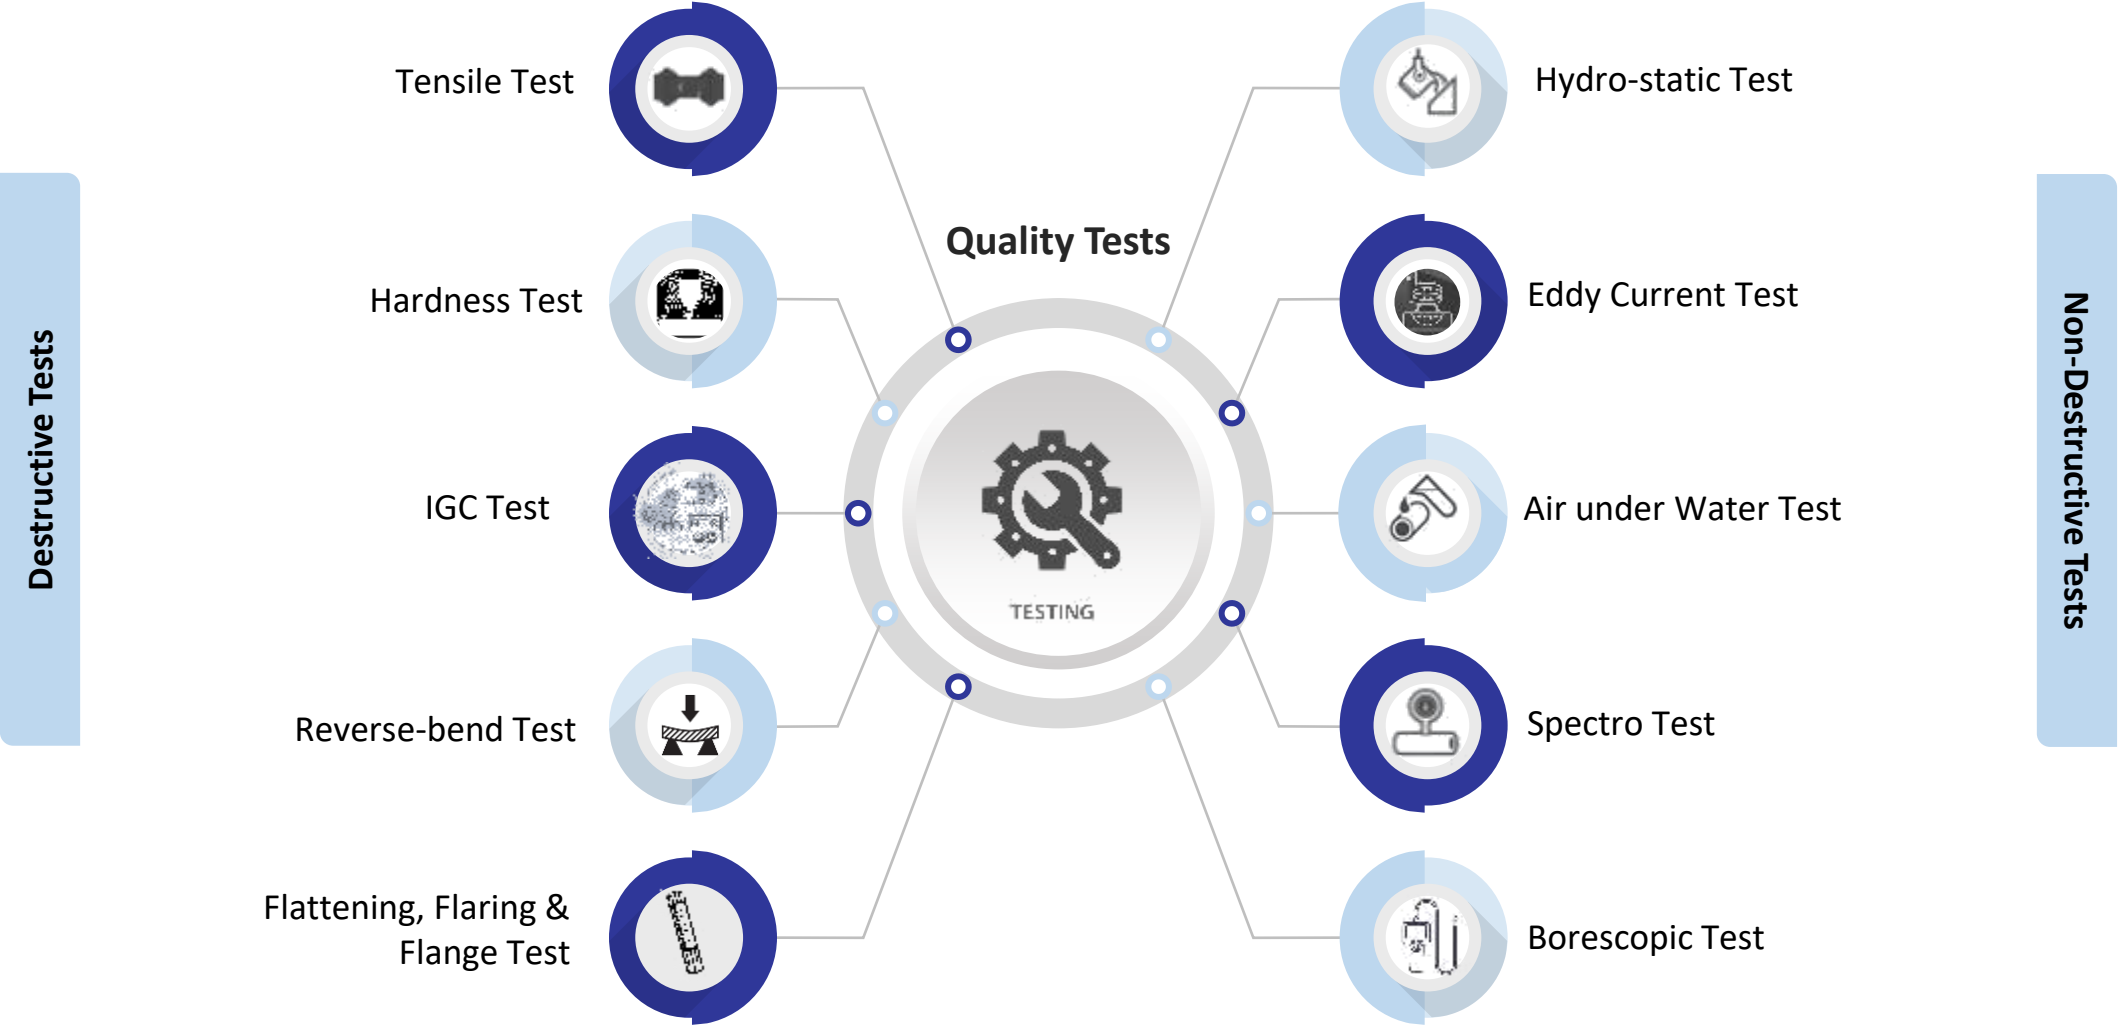 Destructive Tests
Tensile Test
Hardness Test
IGC Test
Reverse-bend Test
Flattening, Flaring &
Flange Test
Quality Tests
TESTING
Hydro-static Test
Eddy Current Test
Air under Water Test
Spectro Test
Borescopic Test
Non-Destructive Tests